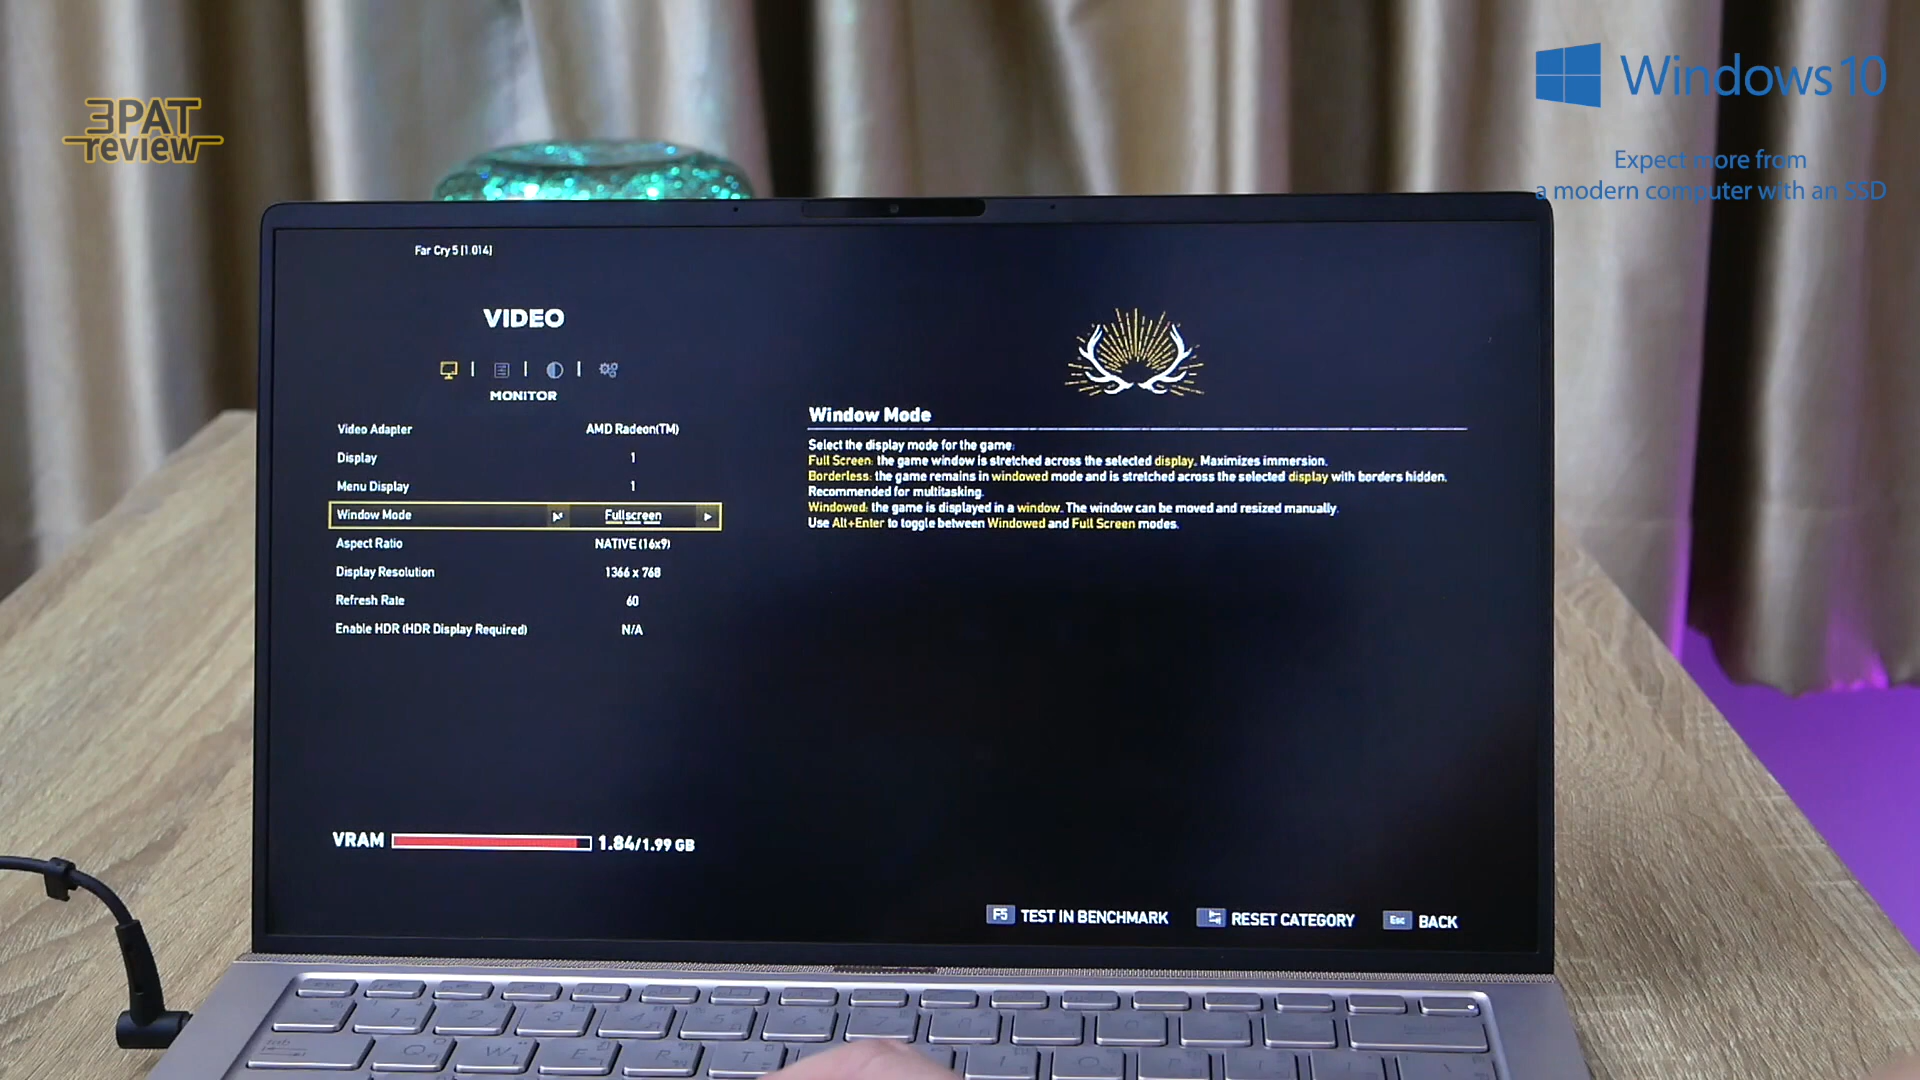 3PAT
review
Windows 10
Expect more from
a modern computer with an SSD
Far Cry 5 [1.014]
VIDEO
MONITOR
Video Adapter AMD Radeon(TM)
Display 1
Menu Display 1
Window Mode Fullscreen
Aspect Ratio NATIVE (16x9)
Display Resolution 1366 x 768
Refresh Rate 60
Enable HDR (HDR Display Required) N/A
VRAM 1.84/1.99 GB
Window Mode
Select the display mode for the game:
Full Screen: the game window is stretched across the selected display. Maximizes immersion.
Borderless: the game remains in windowed mode and is stretched across the selected display with borders hidden.
Recommended for multitasking.
Windowed: the game is displayed in a window. The window can be moved and resized manually.
Use Alt+Enter to toggle between Windowed and Full Screen modes.
F5 TEST IN BENCHMARK RESET CATEGORY Esc BACK